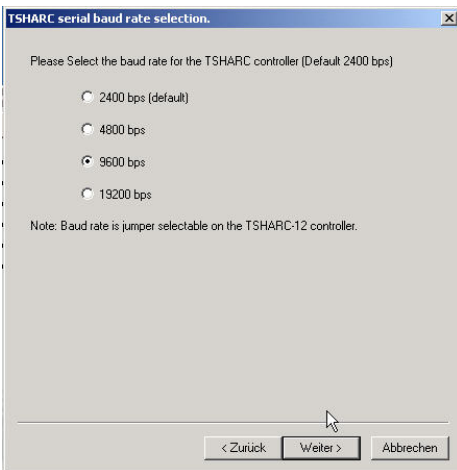 TSHARC serial baud rate selection.
Please Select the baud rate for the TSHARC controller (Default 2400 bps)
2400 bps (default)
4800 bps
9600 bps
19200 bps
Note: Baud rate is jumper selectable on the TSHARC-12 controller.
< Zurück Weiter > Abbrechen